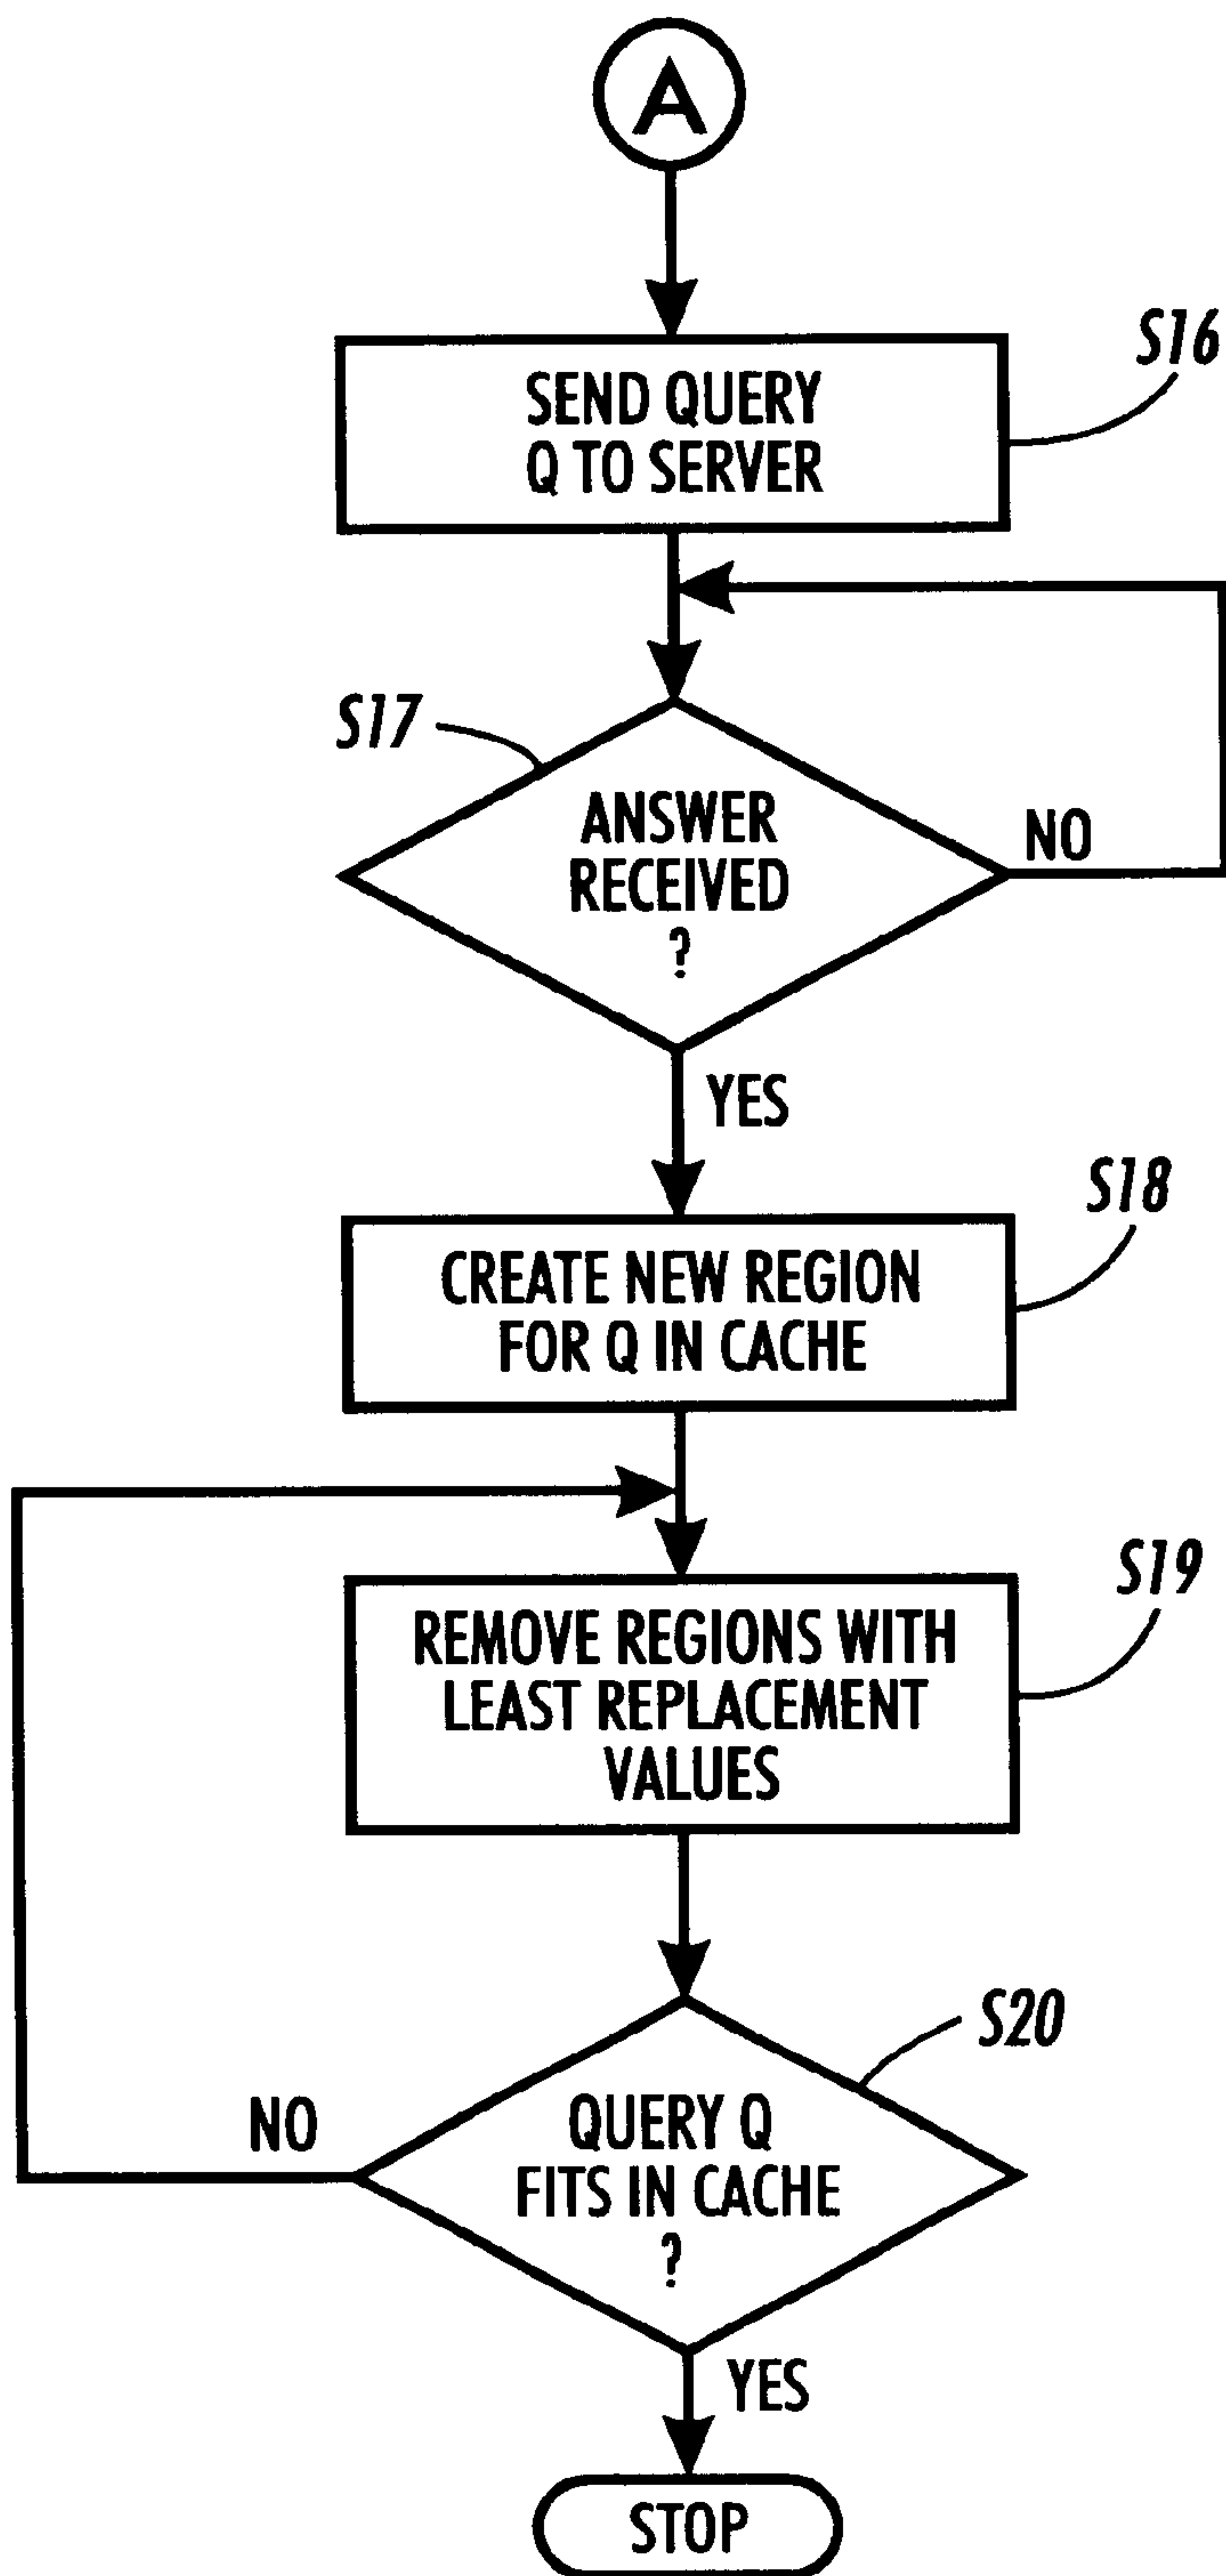 A
SEND QUERY
Q TO SERVER
S16
S17
ANSWER
RECEIVED
?
NO
YES
CREATE NEW REGION
FOR Q IN CACHE
S18
REMOVE REGIONS WITH
LEAST REPLACEMENT
VALUES
S19
S20
QUERY Q
FITS IN CACHE
?
NO
YES
STOP